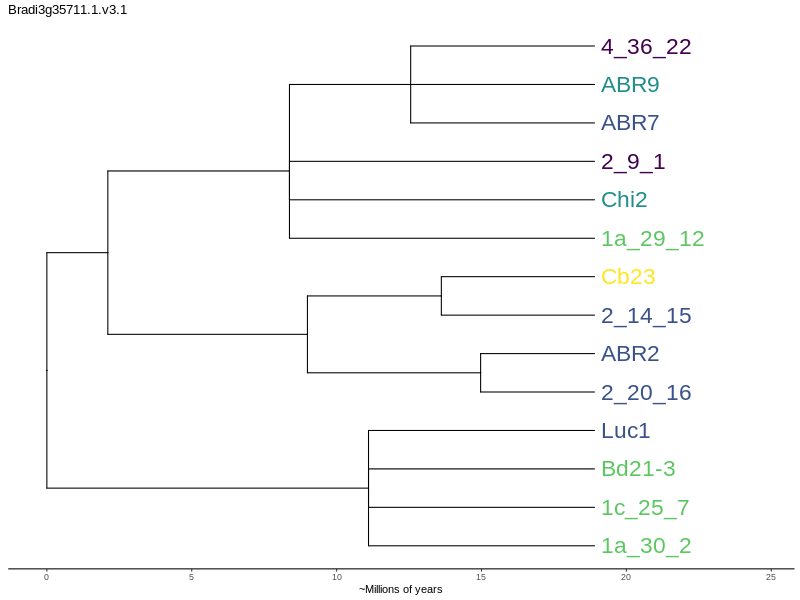 Bradi3g35711.1.v3.1
4_36_22
ABR9
ABR7
2_9_1
Chi2
1a_29_12
Cb23
2_14_15
ABR2
2_20_16
Luc1
Bd21-3
1c_25_7
1a_30_2
0 5 10 15 20 25
~Millions of years